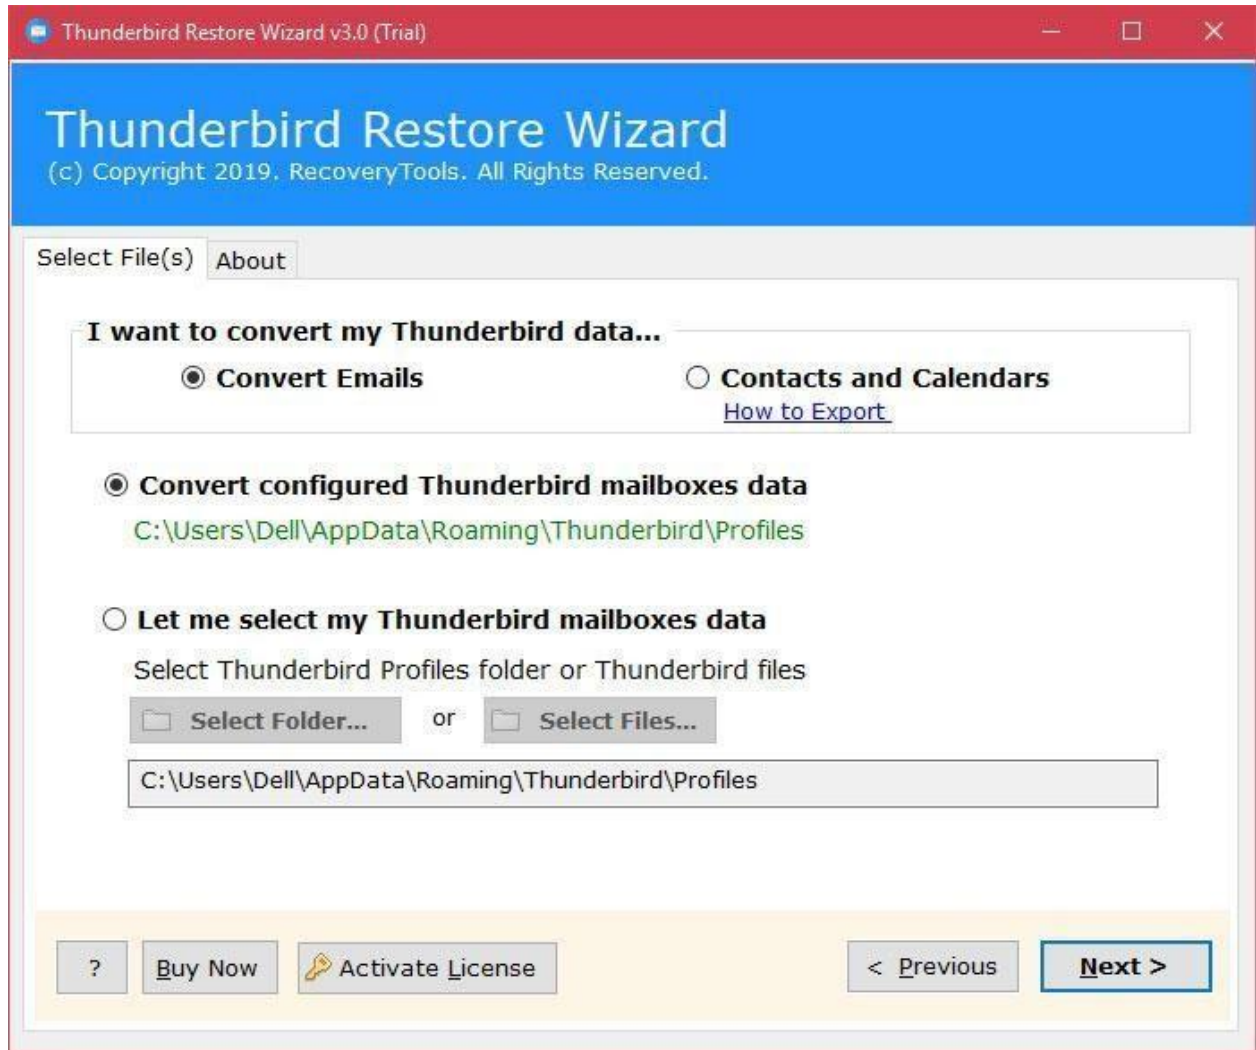 Thunderbird Restore Wizard v3.0 (Trial)
Thunderbird Restore Wizard
(c) Copyright 2019. RecoveryTools. All Rights Reserved.
Select File(s) About
I want to convert my Thunderbird data...
Convert Emails Contacts and Calendars
How to Export
Convert configured Thunderbird mailboxes data
C:\Users\Dell\AppData\Roaming\Thunderbird\Profiles
Let me select my Thunderbird mailboxes data
Select Thunderbird Profiles folder or Thunderbird files
Select Folder... or Select Files...
C:\Users\Dell\AppData\Roaming\Thunderbird\Profiles
? Buy Now Activate License < Previous Next >